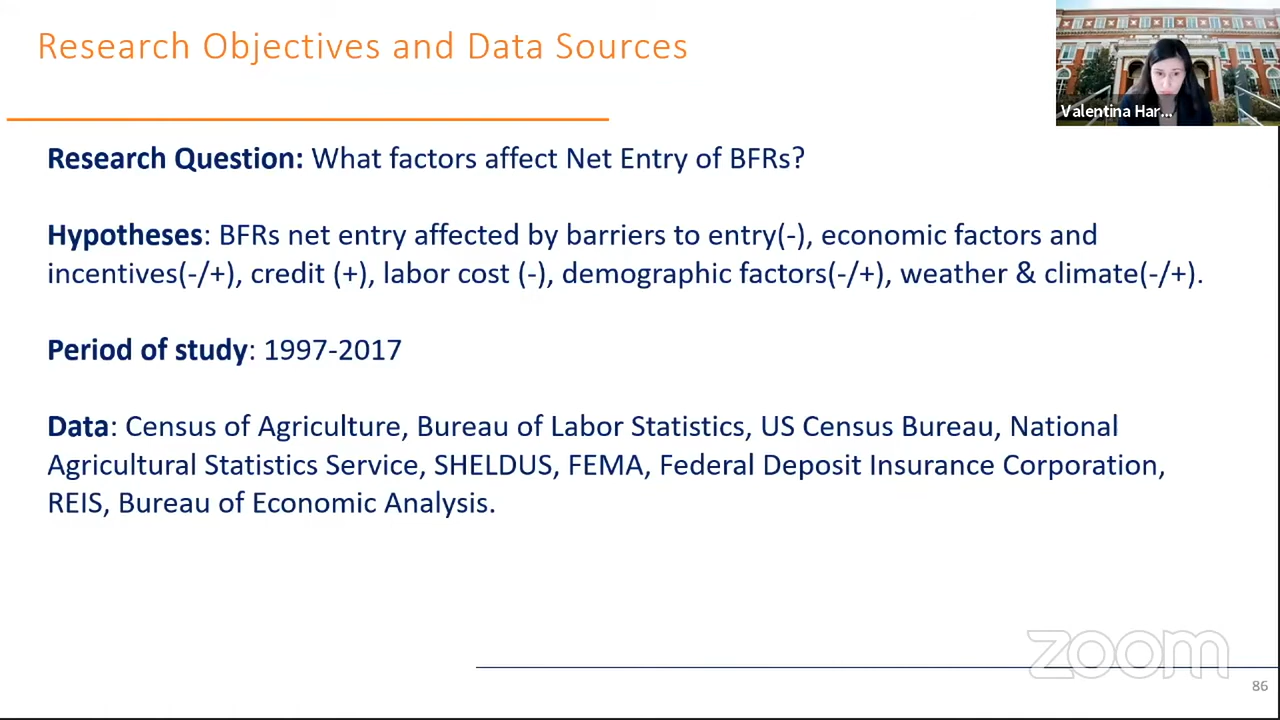 Research Objectives and Data Sources
Valentina Har...
Research Question: What factors affect Net Entry of BFRs?
Hypotheses: BFRs net entry affected by barriers to entry(-), economic factors and
incentives(-/+), credit (+), labor cost (-), demographic factors(-/+), weather & climate(-/+).
Period of study: 1997-2017
Data: Census of Agriculture, Bureau of Labor Statistics, US Census Bureau, National
Agricultural Statistics Service, SHELDUS, FEMA, Federal Deposit Insurance Corporation,
REIS, Bureau of Economic Analysis.
zoom
86